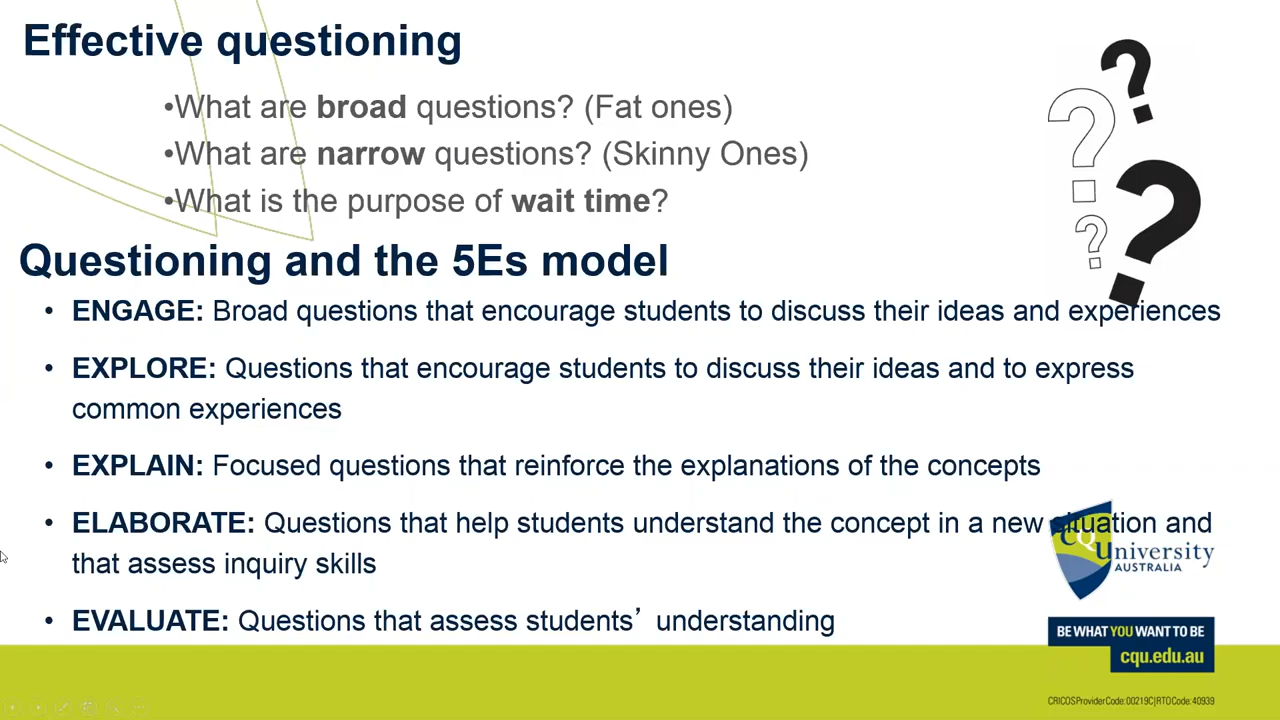 Effective questioning
•What are broad questions? (Fat ones)
•What are narrow questions? (Skinny Ones)
•What is the purpose of wait time?
Questioning and the 5Es model
• ENGAGE: Broad questions that encourage students to discuss their ideas and experiences
• EXPLORE: Questions that encourage students to discuss their ideas and to express
common experiences
• EXPLAIN: Focused questions that reinforce the explanations of the concepts
• ELABORATE: Questions that help students understand the concept in a new situation and
that assess inquiry skills
• EVALUATE: Questions that assess students’ understanding
CQUniversity
AUSTRALIA
BE WHAT YOU WANT TO BE
cqu.edu.au
CRICOS Provider Code: 00219C | RTO Code: 40939